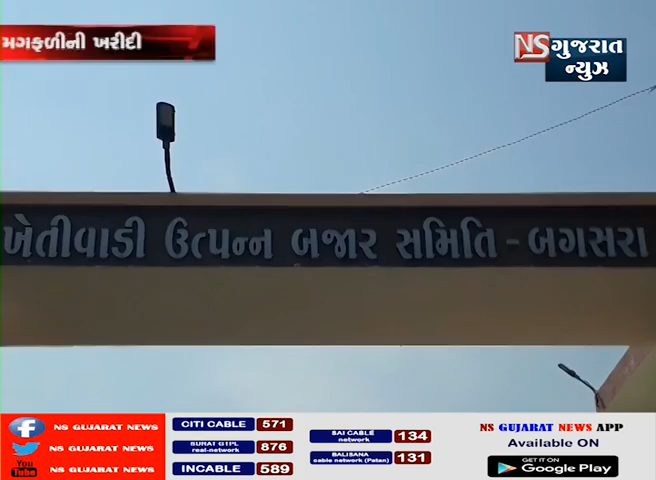 મગફળીની ખરીદી
NS ગુજરાત
ન્યુઝ
ખેતીવાડી ઉત્પન્ન બજાર સમિતિ - બગસરા
NS GUJARAT NEWS
NS GUJARAT NEWS
You Tube NS GUJARAT NEWS
CITI CABLE 571
SURAT GTPL real-network 876
INCABLE 589
SAI CABLE network 134
BALISANA cable network (Patan) 131
NS GUJARAT NEWS APP
Available ON
GET IT ON
Google Play